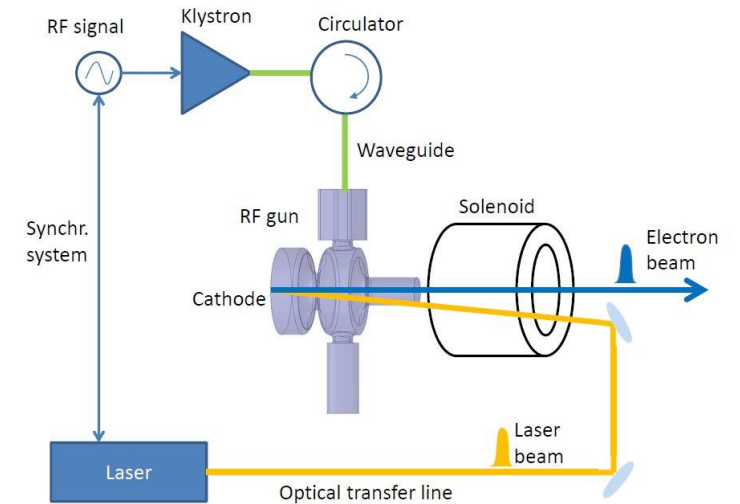 Klystron
RF signal
Circulator
Waveguide
RF gun
Solenoid
Synchr.
system
Electron
beam
Cathode
Laser
beam
Laser
Optical transfer line